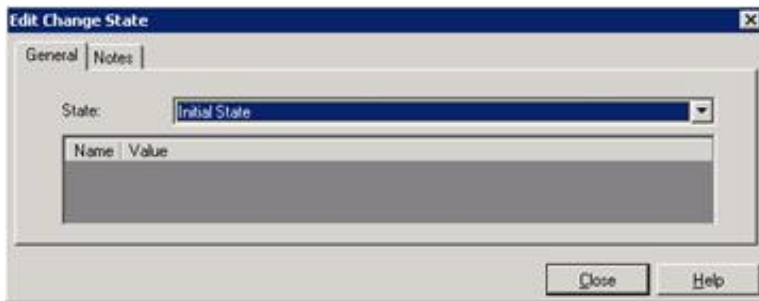 Edit Change State
General Notes
State: Initial State
Name Value
Close Help